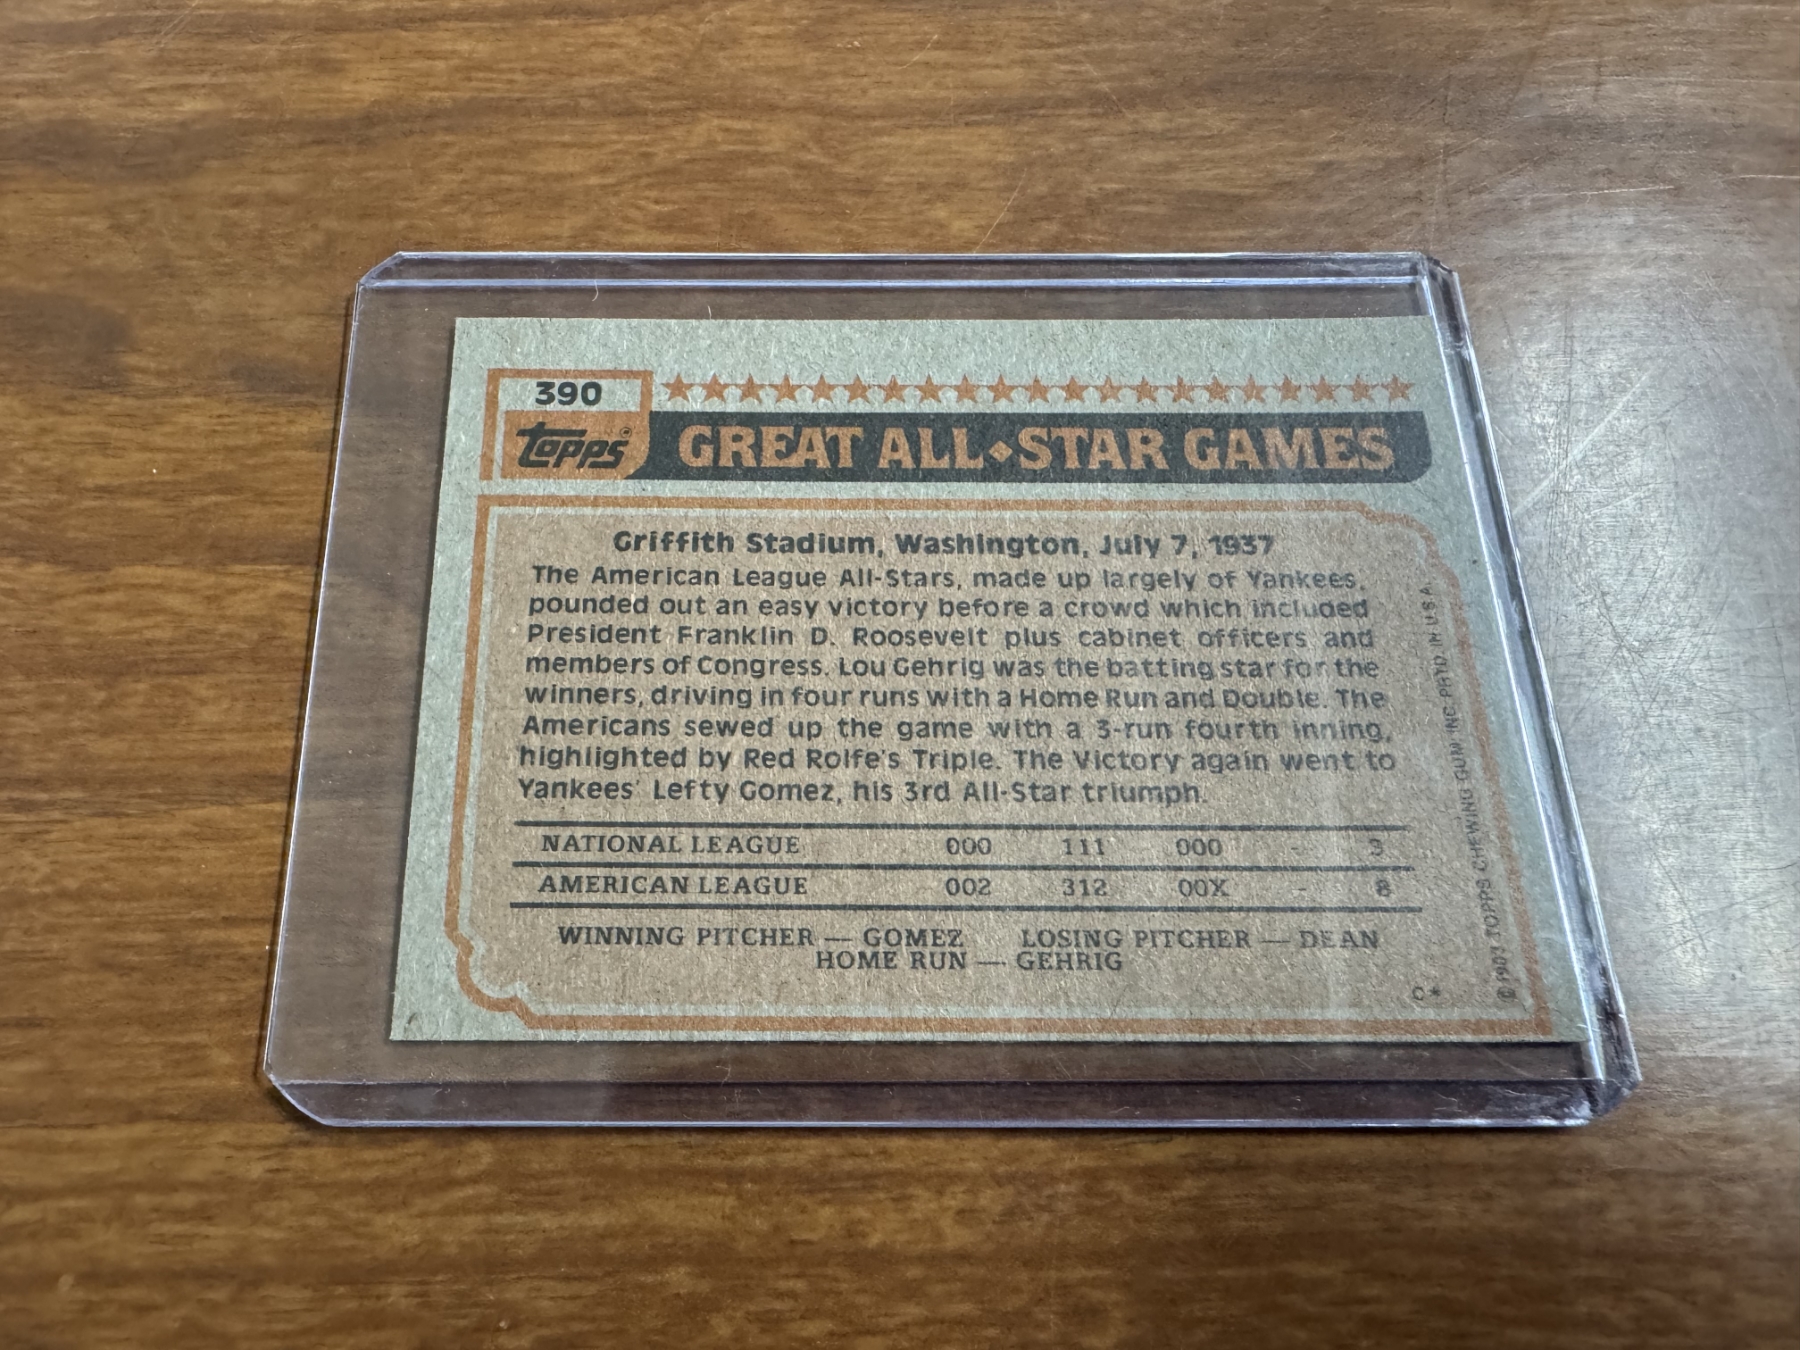 390
topps®
GREAT ALL◆STAR GAMES
Griffith Stadium, Washington, July 7, 1937
The American League All-Stars, made up largely of Yankees,
pounded out an easy victory before a crowd which included
President Franklin D. Roosevelt plus cabinet officers and
members of Congress. Lou Gehrig was the batting star for the
winners, driving in four runs with a Home Run and Double. The
Americans sewed up the game with a 3-run fourth inning,
highlighted by Red Rolfe's Triple. The Victory again went to
Yankees' Lefty Gomez, his 3rd All-Star triumph.
NATIONAL LEAGUE 000 111 000 - 3
AMERICAN LEAGUE 002 312 00X - 8
WINNING PITCHER — GOMEZ LOSING PITCHER — DEAN
HOME RUN — GEHRIG
C*
© TOPPS CHEWING GUM, INC. PRTD. IN U.S.A.